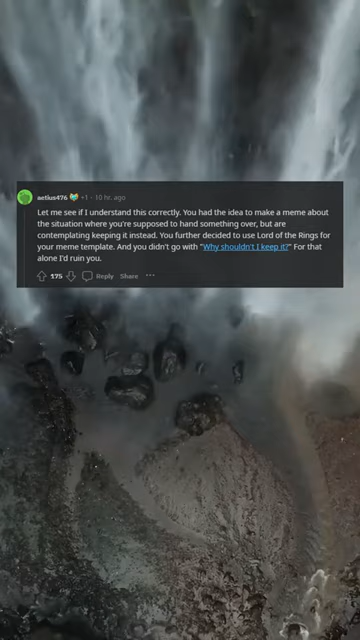 aetius476 +1 · 10 hr. ago
Let me see if I understand this correctly. You had the idea to make a meme about
the situation where you're supposed to hand something over, but are
contemplating keeping it instead. You further decided to use Lord of the Rings for
your meme template. And you didn't go with "Why shouldn't I keep it?" For that
alone I'd ruin you.
175 Reply Share ...